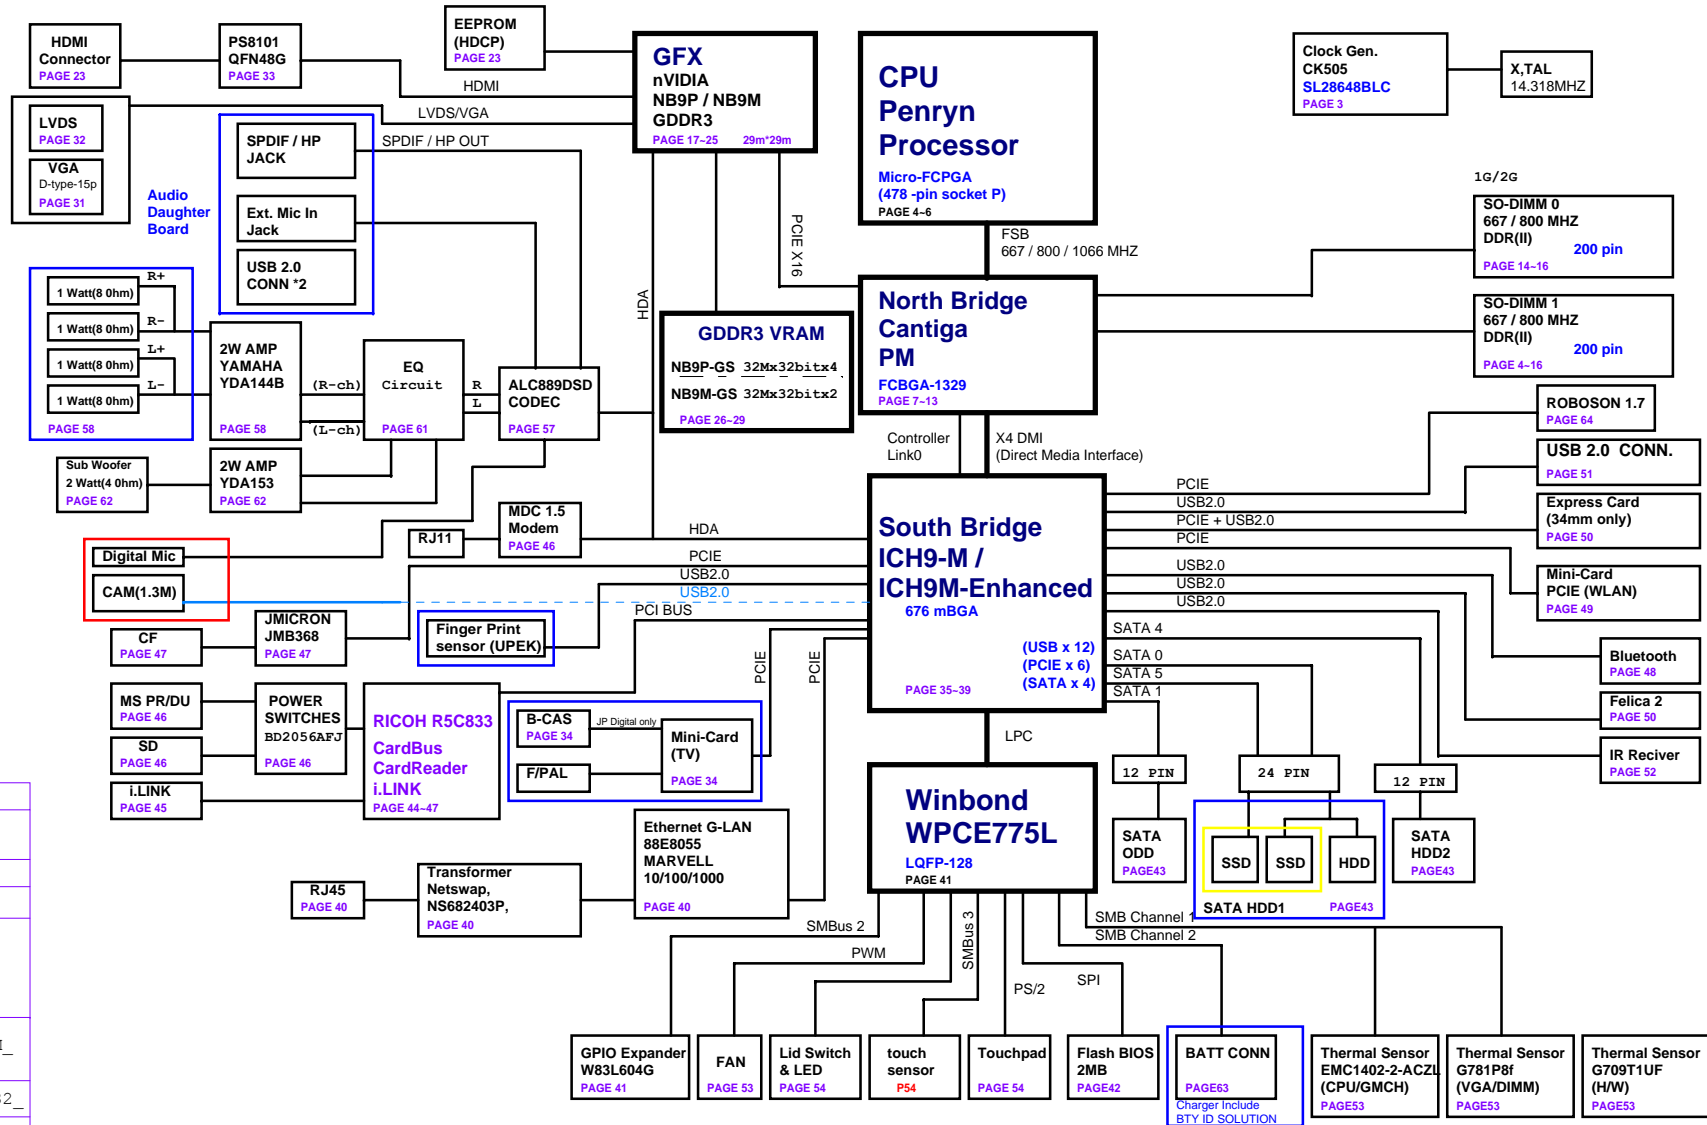 HDMI
Connector
PAGE 23
PS8101
QFN48G
PAGE 33
EEPROM
(HDCP)
PAGE 23
GFX
nVIDIA
NB9P / NB9M
GDDR3
PAGE 17~25 29m*29m
CPU
Penryn
Processor
Micro-FCPGA
(478 -pin socket P)
PAGE 4~6
Clock Gen.
CK505
SL28648BLC
PAGE 3
X,TAL
14.318MHZ
HDMI
LVDS/VGA
SPDIF / HP OUT
LVDS
PAGE 32
VGA
D-type-15p
PAGE 31
Audio
Daughter
Board
SPDIF / HP
JACK
Ext. Mic In
Jack
USB 2.0
CONN *2
PCIE X16
HDA
FSB
667 / 800 / 1066 MHZ
1G/2G
SO-DIMM 0
667 / 800 MHZ
DDR(II)
200 pin
PAGE 14~16
SO-DIMM 1
667 / 800 MHZ
DDR(II)
200 pin
PAGE 4~16
North Bridge
Cantiga
PM
FCBGA-1329
PAGE 7~13
GDDR3 VRAM
NB9P-GS 32Mx32bitx4
NB9M-GS 32Mx32bitx2
PAGE 26~29
1 Watt(8 Ohm)
1 Watt(8 Ohm)
1 Watt(8 Ohm)
1 Watt(8 Ohm)
PAGE 58
R+
R-
L+
L-
2W AMP
YAMAHA
YDA144B
PAGE 58
(R-ch)
(L-ch)
EQ
Circuit
PAGE 61
R
L
ALC889DSD
CODEC
PAGE 57
Sub Woofer
2 Watt(4 Ohm)
PAGE 62
2W AMP
YDA153
PAGE 62
Controller
Link0
X4 DMI
(Direct Media Interface)
ROBOSON 1.7
PAGE 64
USB 2.0 CONN.
PAGE 51
Express Card
(34mm only)
PAGE 50
Mini-Card
PCIE (WLAN)
PAGE 49
Bluetooth
PAGE 48
Felica 2
PAGE 50
IR Reciver
PAGE 52
PCIE
USB2.0
PCIE + USB2.0
PCIE
USB2.0
USB2.0
USB2.0
SATA 4
SATA 0
SATA 5
SATA 1
South Bridge
ICH9-M /
ICH9M-Enhanced
676 mBGA
(USB x 12)
(PCIE x 6)
(SATA x 4)
PAGE 35~39
RJ11
MDC 1.5
Modem
PAGE 46
HDA
PCIE
USB2.0
USB2.0
PCI BUS
Digital Mic
CAM(1.3M)
CF
PAGE 47
JMICRON
JMB368
PAGE 47
Finger Print
sensor (UPEK)
PCIE
PCIE
MS PR/DU
PAGE 46
SD
PAGE 46
i.LINK
PAGE 45
POWER
SWITCHES
BD2056AFJ
PAGE 46
RICOH R5C833
CardBus
CardReader
i.LINK
PAGE 44~47
B-CAS
PAGE 34
JP Digital only
F/PAL
Mini-Card
(TV)
PAGE 34
LPC
12 PIN
24 PIN
12 PIN
SATA
ODD
PAGE43
SSD
SSD
HDD
SATA HDD1 PAGE43
SATA
HDD2
PAGE43
Winbond
WPCE775L
LQFP-128
PAGE 41
Ethernet G-LAN
88E8055
MARVELL
10/100/1000
PAGE 40
Transformer
Netswap,
NS682403P,
PAGE 40
RJ45
PAGE 40
SMBus 2
PWM
SMBus 3
PS/2
SPI
SMB Channel 1
SMB Channel 2
GPIO Expander
W83L604G
PAGE 41
FAN
PAGE 53
Lid Switch
& LED
PAGE 54
touch
sensor
P54
Touchpad
PAGE 54
Flash BIOS
2MB
PAGE42
BATT CONN
PAGE63
Charger Include
BTY ID SOLUTION
Thermal Sensor
EMC1402-2-ACZL
(CPU/GMCH)
PAGE53
Thermal Sensor
G781P8f
(VGA/DIMM)
PAGE53
Thermal Sensor
G709T1UF
(H/W)
PAGE53